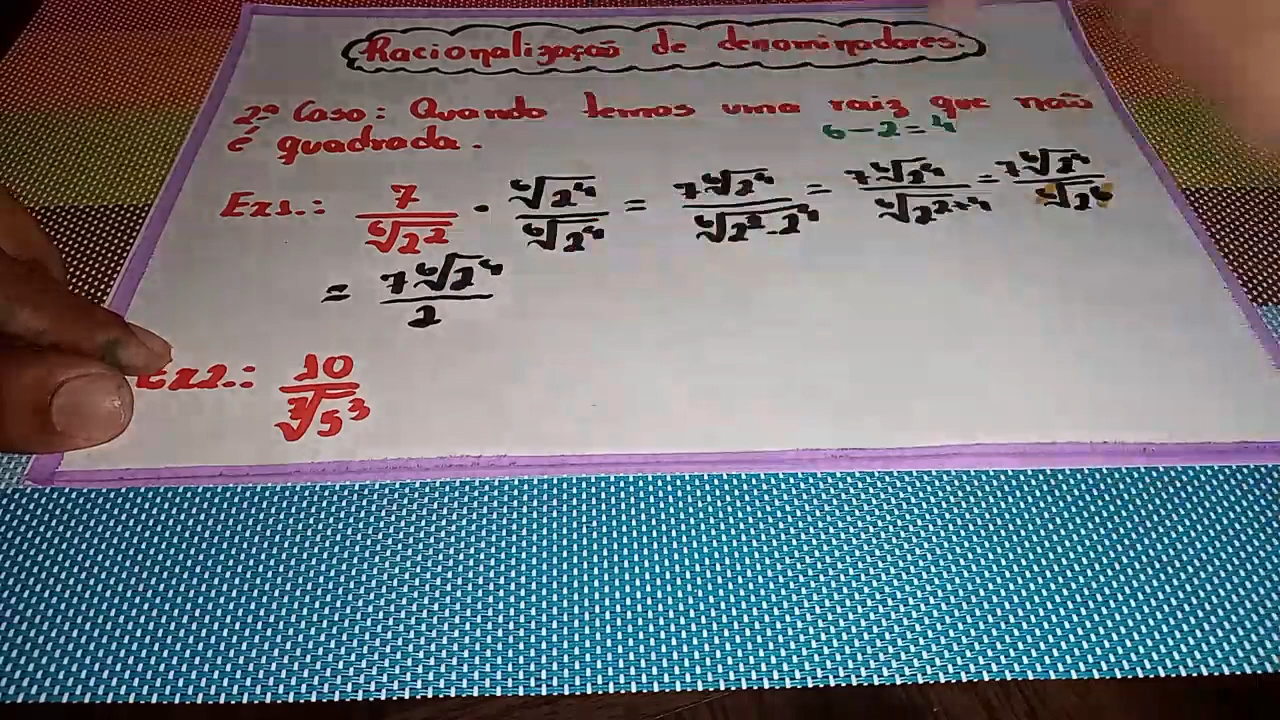 Racionalização de denominadores.
2º Caso: Quando temos uma raiz que não
é quadrada.
6-2=4
Ex1.: 7/⁶√2² · ⁶√2⁴/⁶√2⁴ = 7⁶√2⁴/⁶√2²·2⁴ = 7⁶√2⁴/⁶√2²⁺⁴ = 7⁶√2⁴/⁶√2⁶
= 7⁶√2⁴/2
Ex2.: 10/⁷√5³